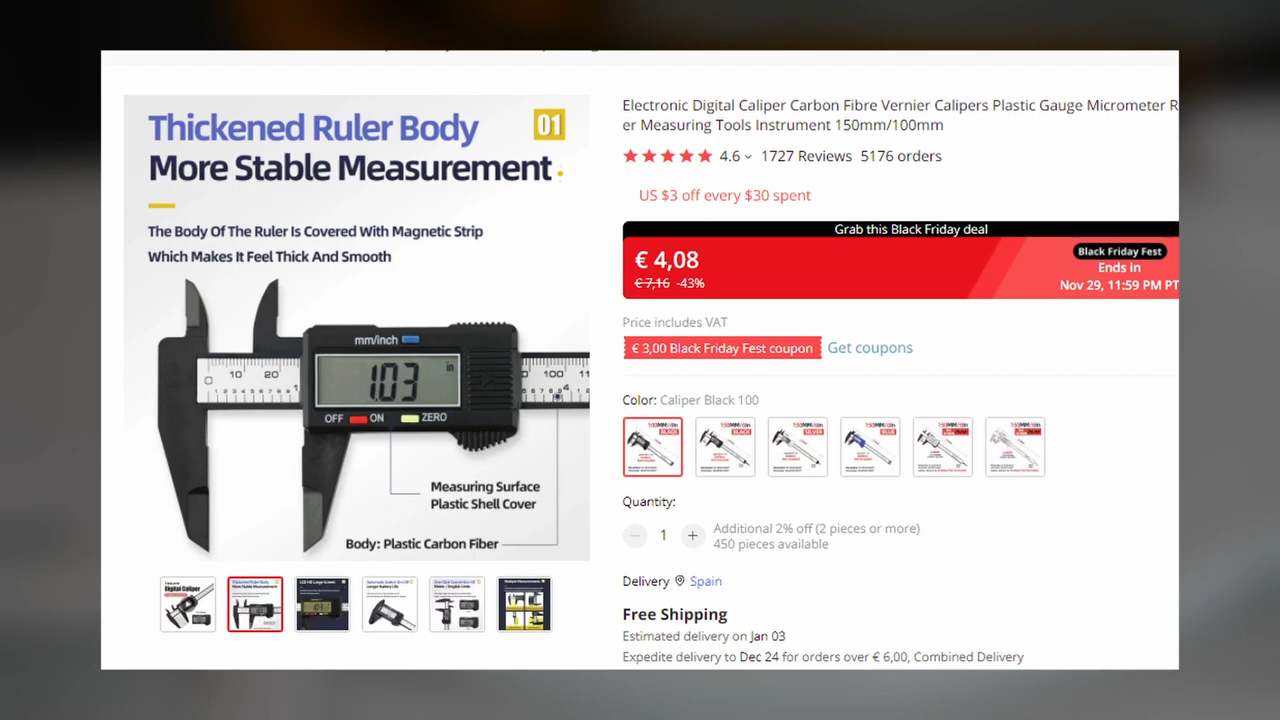 Thickened Ruler Body
01
More Stable Measurement
The Body Of The Ruler Is Covered With Magnetic Strip
Which Makes It Feel Thick And Smooth
mm/inch
in
1.03
OFF ON ZERO
0 10 20 100
Measuring Surface
Plastic Shell Cover
Body: Plastic Carbon Fiber
Electronic Digital Caliper Carbon Fibre Vernier Calipers Plastic Gauge Micrometer R
er Measuring Tools Instrument 150mm/100mm
4.6 1727 Reviews 5176 orders
US $3 off every $30 spent
Grab this Black Friday deal
€ 4,08
€ 7,16 -43%
Black Friday Fest
Ends In
Nov 29, 11:59 PM PT
Price includes VAT
€ 3,00 Black Friday Fest coupon Get coupons
Color: Caliper Black 100
Quantity:
1
Additional 2% off (2 pieces or more)
450 pieces available
Delivery Spain
Free Shipping
Estimated delivery on Jan 03
Expedite delivery to Dec 24 for orders over € 6,00, Combined Delivery
Digital Caliper